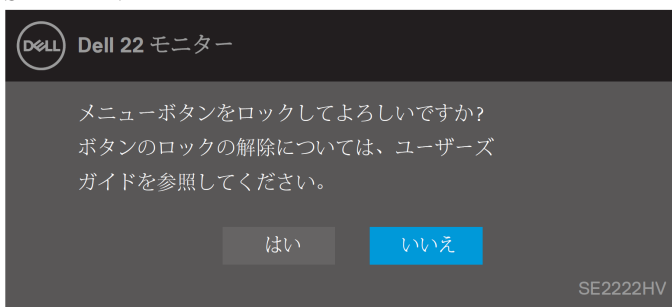 DELL
Dell 22 モニター
メニューボタンをロックしてよろしいですか?
ボタンのロックの解除については、ユーザーズ
ガイドを参照してください。
はい
いいえ
SE2222HV